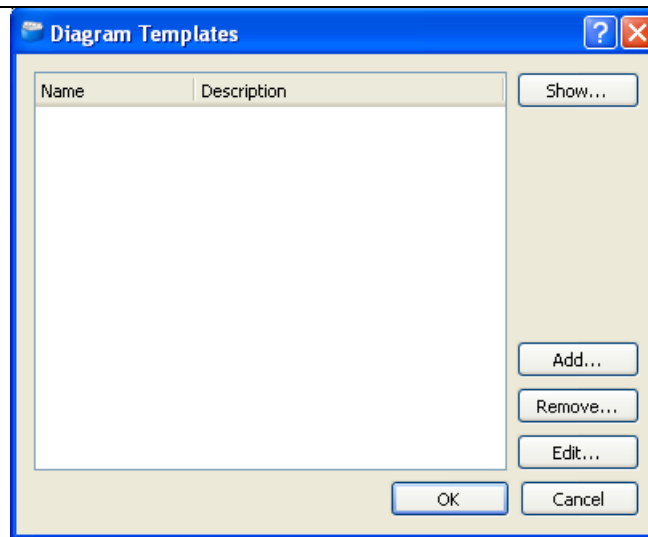 Diagram Templates
Name Description
Show...
Add...
Remove...
Edit...
OK Cancel